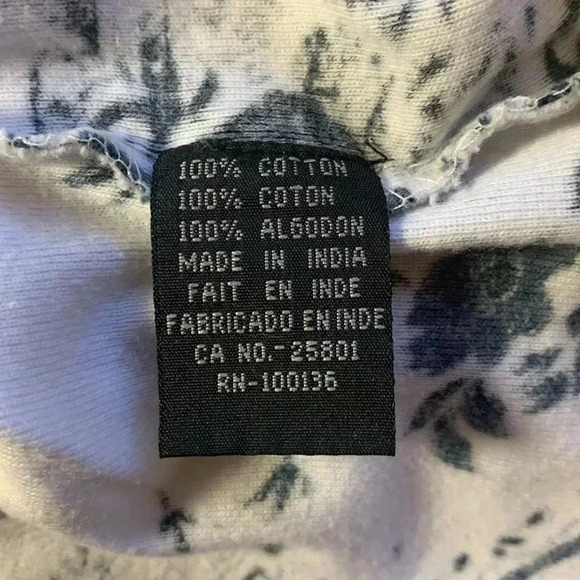 100% COTTON
100% COTON
100% ALGODON
MADE IN INDIA
FAIT EN INDE
FABRICADO EN INDE
CA NO.-25801
RN-100136